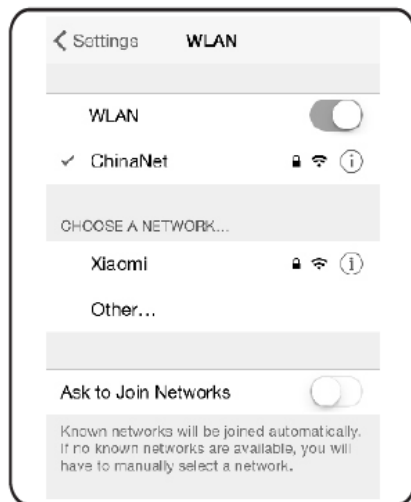 Settings WLAN
WLAN
ChinaNet
CHOOSE A NETWORK...
Xiaomi
Other...
Ask to Join Networks
Known networks will be joined automatically.
If no known networks are available, you will
have to manually select a network.